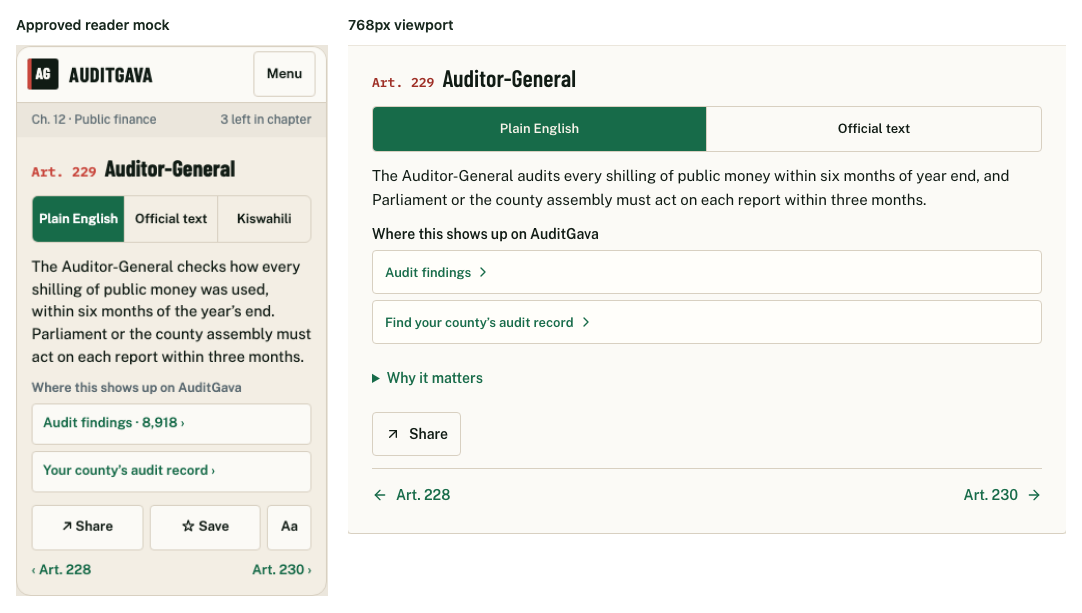 Approved reader mock
AG AUDITGAVA
Menu
Ch. 12 · Public finance
3 left in chapter
Art. 229 Auditor-General
Plain English
Official text
Kiswahili
The Auditor-General checks how every
shilling of public money was used,
within six months of the year's end.
Parliament or the county assembly must
act on each report within three months.
Where this shows up on AuditGava
Audit findings · 8,918 ›
Your county's audit record ›
↗ Share
☆ Save
Aa
‹ Art. 228
Art. 230 ›
768px viewport
Art. 229 Auditor-General
Plain English
Official text
The Auditor-General audits every shilling of public money within six months of year end, and
Parliament or the county assembly must act on each report within three months.
Where this shows up on AuditGava
Audit findings >
Find your county's audit record >
▶ Why it matters
↗ Share
← Art. 228
Art. 230 →